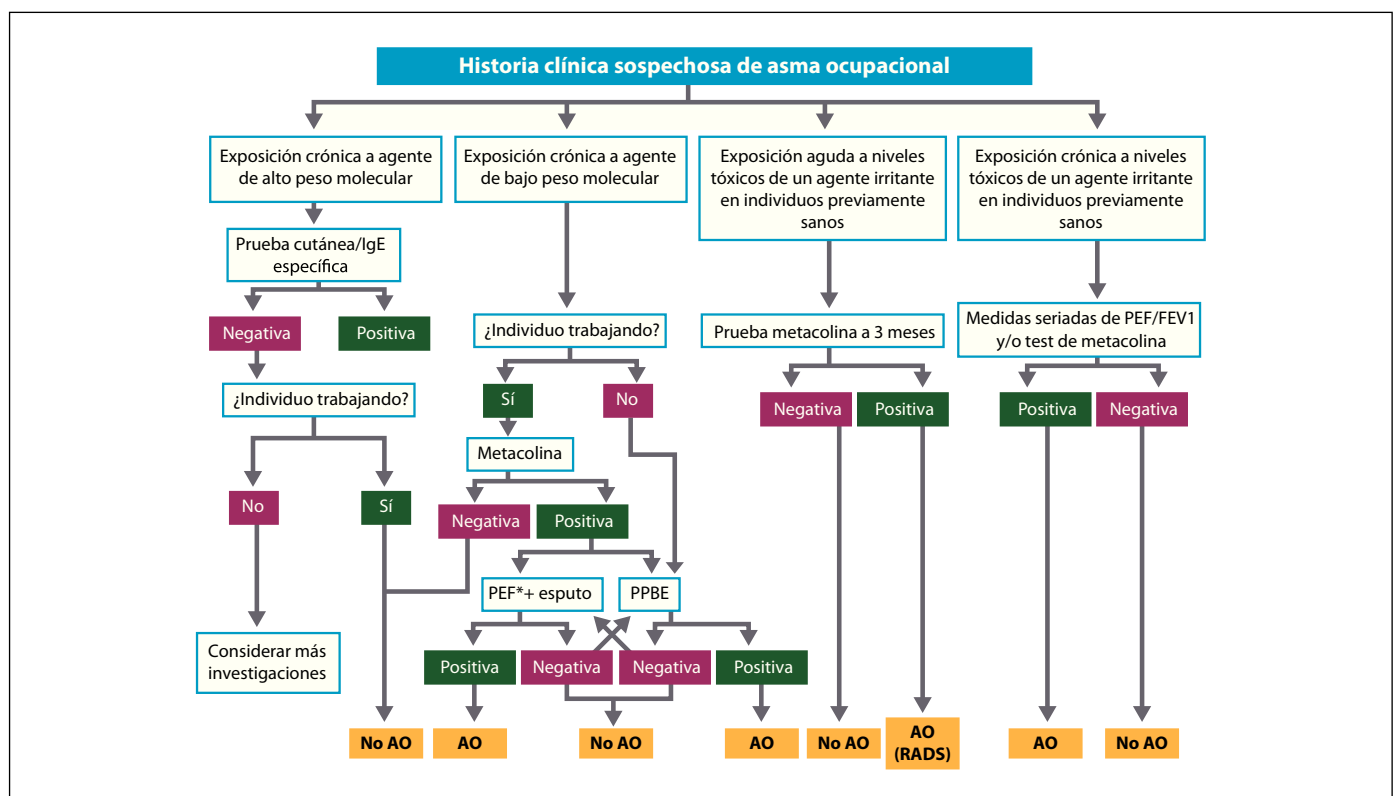 Historia clínica sospechosa de asma ocupacional
Exposición crónica a agente
de alto peso molecular
Exposición crónica a agente
de bajo peso molecular
Exposición aguda a niveles
tóxicos de un agente irritante
en individuos previamente
sanos
Exposición crónica a niveles
tóxicos de un agente irritante
en individuos previamente
sanos
Prueba cutánea/IgE
específica
Negativa
Positiva
¿Individuo trabajando?
Prueba metacolina a 3 meses
Medidas seriadas de PEF/FEV1
y/o test de metacolina
¿Individuo trabajando?
Sí
No
Negativa
Positiva
Positiva
Negativa
Metacolina
No
Sí
Negativa
Positiva
PEF*+ esputo
PPBE
Considerar más
investigaciones
Positiva
Negativa
Negativa
Positiva
No AO
AO
No AO
AO
No AO
AO
(RADS)
AO
No AO